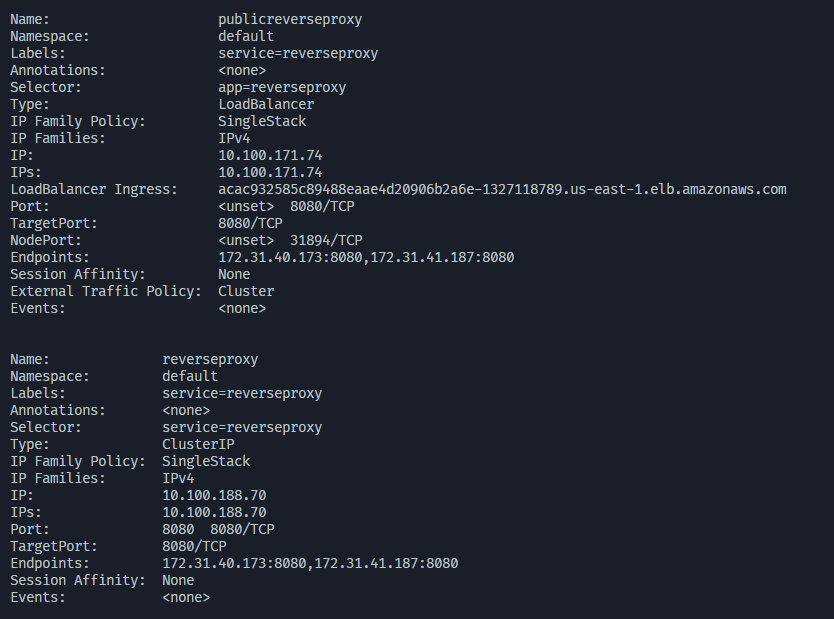 Name:                     publicreverseproxy
Namespace:                default
Labels:                   service=reverseproxy
Annotations:              <none>
Selector:                 app=reverseproxy
Type:                     LoadBalancer
IP Family Policy:         SingleStack
IP Families:              IPv4
IP:                       10.100.171.74
IPs:                      10.100.171.74
LoadBalancer Ingress:     acac932585c89488eaae4d20906b2a6e-1327118789.us-east-1.elb.amazonaws.com
Port:                     <unset>  8080/TCP
TargetPort:               8080/TCP
NodePort:                 <unset>  31894/TCP
Endpoints:                172.31.40.173:8080,172.31.41.187:8080
Session Affinity:         None
External Traffic Policy:  Cluster
Events:                   <none>
Name:              reverseproxy
Namespace:         default
Labels:            service=reverseproxy
Annotations:       <none>
Selector:          service=reverseproxy
Type:              ClusterIP
IP Family Policy:  SingleStack
IP Families:       IPv4
IP:                10.100.188.70
IPs:               10.100.188.70
Port:              8080  8080/TCP
TargetPort:        8080/TCP
Endpoints:         172.31.40.173:8080,172.31.41.187:8080
Session Affinity:  None
Events:            <none>